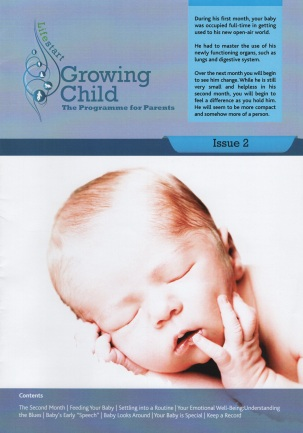 Lifestart
Growing
Child
The Programme for Parents
During his first month, your baby
was occupied full-time in getting
used to his new open-air world.
He had to master the use of his
newly functioning organs, such as
lungs and digestive system.
Over the next month you will begin
to see him change. While he is still
very small and helpless in his
second month, you will begin to
feel a difference as you hold him.
He will seem to be more compact
and somehow more of a person.
Issue 2
Contents
The Second Month | Feeding Your Baby | Settling into a Routine | Your Emotional Well-Being:Understanding
the Blues | Baby's Early "Speech" | Baby Looks Around | Your Baby is Special | Keep a Record